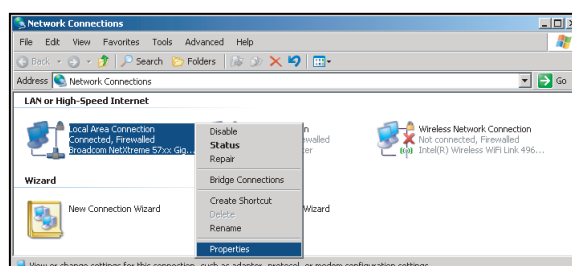 Network Connections
File Edit View Favorites Tools Advanced Help
Back Search Folders
Address Network Connections Go
LAN or High-Speed Internet
Local Area Connection
Connected, Firewalled
Broadcom NetXtreme 57xx Gig...
Disable
Status
Repair
Bridge Connections
Create Shortcut
Delete
Rename
Properties
Wireless Network Connection
Not connected, Firewalled
Intel(R) Wireless WiFi Link 496...
Wizard
New Connection Wizard
Wizard
View or change settings for this connection, such as adapter, protocol, or modem configuration settings.